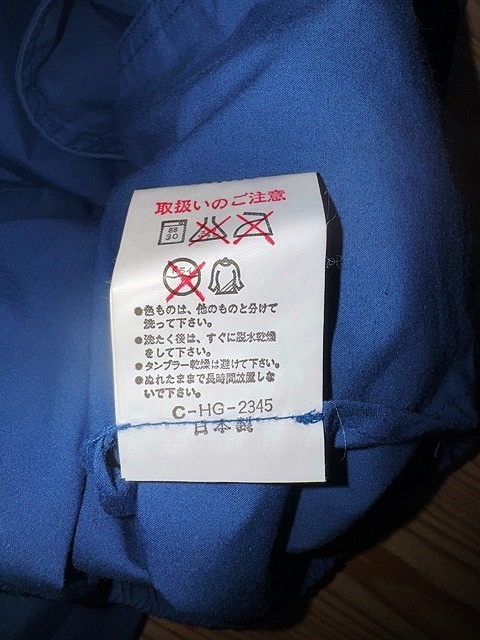 取扱いのご注意
30
ドライ
●色ものは、他のものと分けて
洗って下さい。
●洗たく後は、すぐに脱水乾燥
をして下さい。
●タンブラー乾燥は避けて下さい。
●ぬれたままで長時間放置しな
いで下さい。
C-HG-2345
日本製